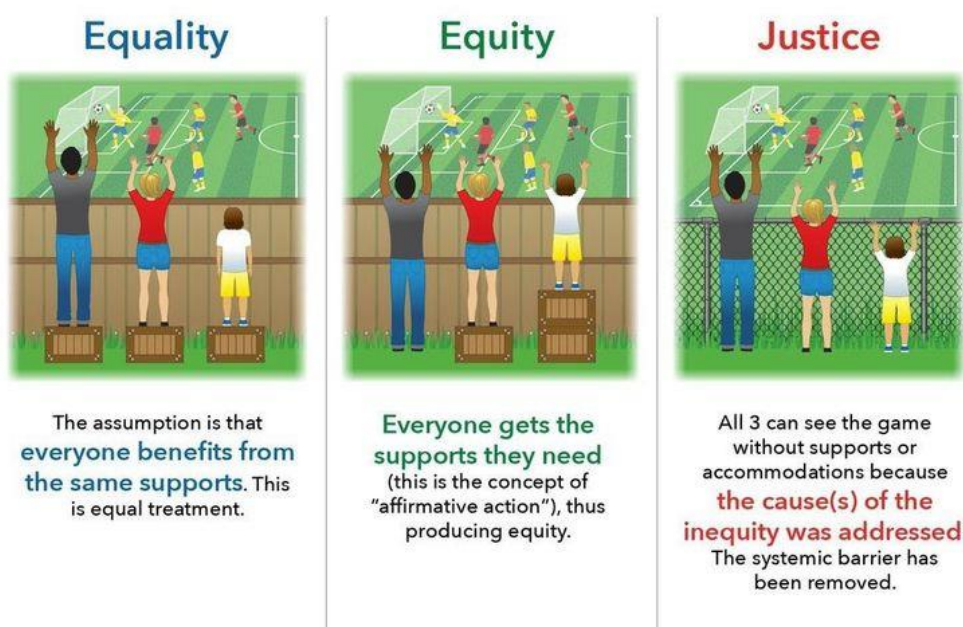 Equality
The assumption is that
everyone benefits from
the same supports. This
is equal treatment.
Equity
Everyone gets the
supports they need
(this is the concept of
"affirmative action"), thus
producing equity.
Justice
All 3 can see the game
without supports or
accommodations because
the cause(s) of the
inequity was addressed
The systemic barrier has
been removed.